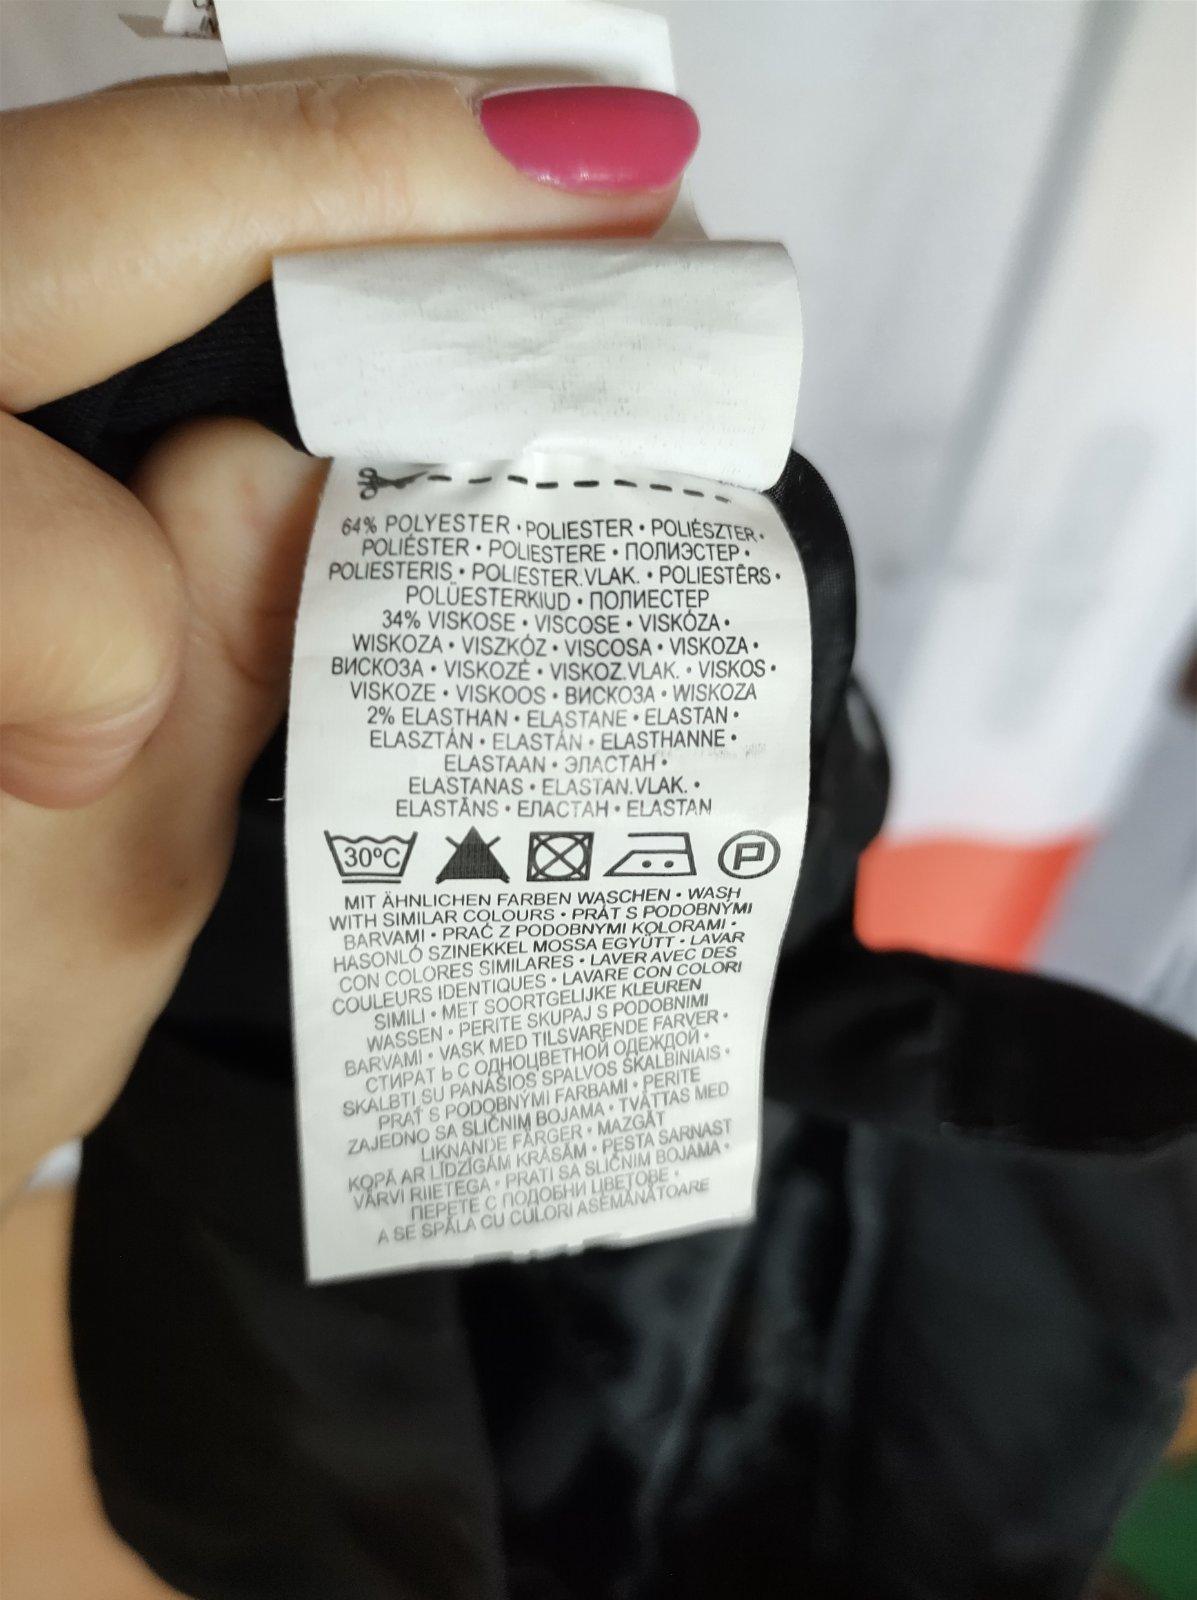 64% POLYESTER • POLIESTER • POLIÉSZTER •
POLIÉSTER • POLIESTERE • ПОЛИЭСТЕР •
POLIESTERIS • POLIESTER.VLAK. • POLIESTĒRS •
POLÜESTERKIUD • ПОЛИЕСТЕР
34% VISKOSE • VISCOSE • VISKÓZA •
WISKOZA • VISZKÓZ • VISCOSA • VISKOZA •
ВИСКОЗА • VISKOZĖ • VISKOZ.VLAK. • VISKOS •
VISKOZE • VISKOOS • ВИСКОЗА • WISKOZA
2% ELASTHAN • ELASTANE • ELASTAN •
ELASZTÁN • ELASTÁN • ELASTHANNE •
ELASTAAN • ЭЛАСТАН •
ELASTANAS • ELASTAN.VLAK. •
ELASTĀNS • ЕЛАСТАН • ELASTAN
30ºC P
MIT ÄHNLICHEN FARBEN WASCHEN • WASH
WITH SIMILAR COLOURS • PRÁT S PODOBNÝMI
BARVAMI • PRAĆ Z PODOBNYMI KOLORAMI •
HASONLÓ SZINEKKEL MOSSA EGYÜTT • LAVAR
CON COLORES SIMILARES • LAVER AVEC DES
COULEURS IDENTIQUES • LAVARE CON COLORI
SIMILI • MET SOORTGELIJKE KLEUREN
WASSEN • PERITE SKUPAJ S PODOBNIMI
BARVAMI • VASK MED TILSVARENDE FARVER •
СТИРАТ Ь С ОДНОЦВЕТНОЙ ОДЕЖДОЙ •
SKALBTI SU PANAŠIOS SPALVOS SKALBINIAIS •
PRAŤ S PODOBNÝMI FARBAMI • PERITE
ZAJEDNO SA SLIČNIM BOJAMA • TVÄTTAS MED
LIKNANDE FÄRGER • MAZGĀT
KOPĀ AR LĪDZĪGĀM KRĀSĀM • PESTA SARNAST
VÄRVI RIIETEGA • PRATI SA SLIČNIM BOJAMA •
ПЕРЕТЕ С ПОДОБНИ ЦВЕТОВЕ •
A SE SPĂLA CU CULORI ASEMĂNĂTOARE